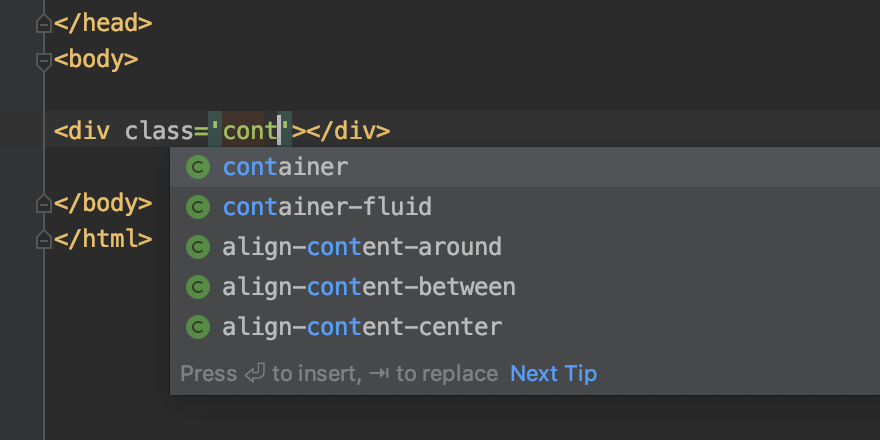 </head>
<body>
<div class='cont'></div>
C container
C container-fluid
C align-content-around
C align-content-between
C align-content-center
</body>
</html>
Press ⏎ to insert, ⇥ to replace Next Tip